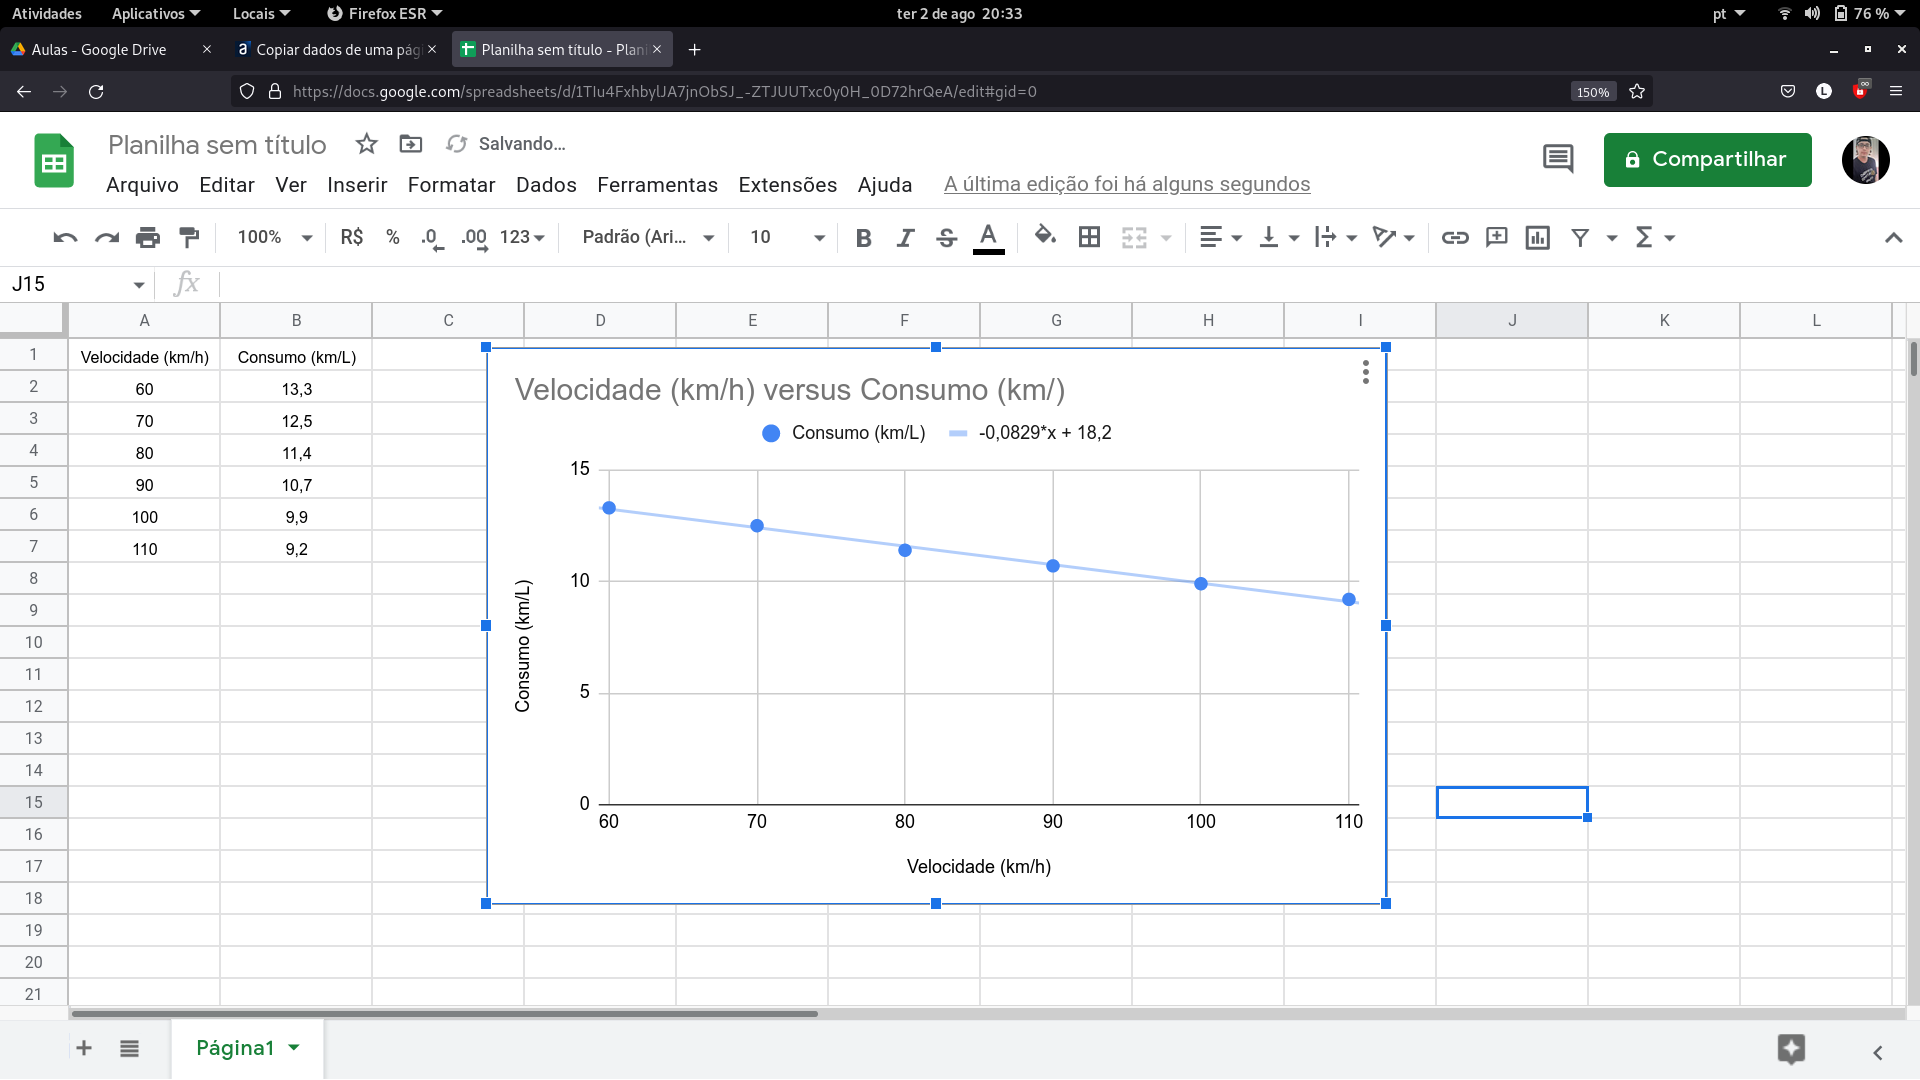 Atividades Aplicativos Locais Firefox ESR ter 2 de ago 20:33 pt 76 %
Aulas - Google Drive Copiar dados de uma pág Planilha sem título - Plani
https://docs.google.com/spreadsheets/d/1TIu4FxhbylJA7jnObSJ_-ZTJUUTxc0y0H_0D72hrQeA/edit#gid=0 150% L
Planilha sem título Salvando...
Compartilhar
Arquivo Editar Ver Inserir Formatar Dados Ferramentas Extensões Ajuda A última edição foi há alguns segundos
100% R$ % .0 .00 123 Padrão (Ari... 10 B I S A
J15 fx
A B C D E F G H I J K L
1 Velocidade (km/h) Consumo (km/L)
2 60 13,3
3 70 12,5
4 80 11,4
5 90 10,7
6 100 9,9
7 110 9,2
8
9
10
11
12
13
14
15
16
17
18
19
20
21
Velocidade (km/h) versus Consumo (km/)
Consumo (km/L) -0,0829*x + 18,2
15
10
5
0
Consumo (km/L)
60 70 80 90 100 110
Velocidade (km/h)
Página1